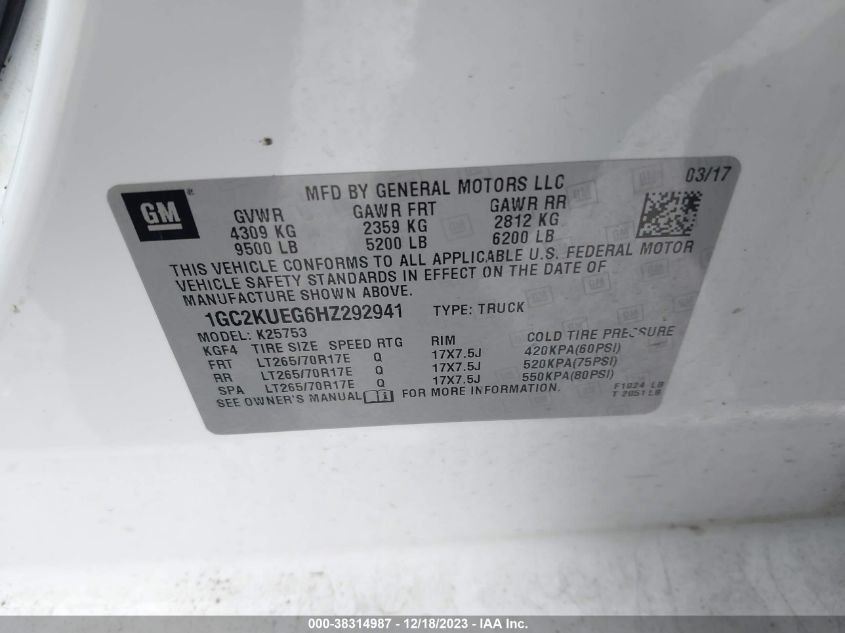 GM
MFD BY GENERAL MOTORS LLC
03/17
GVWR GAWR FRT GAWR RR
4309 KG 2359 KG 2812 KG
9500 LB 5200 LB 6200 LB
THIS VEHICLE CONFORMS TO ALL APPLICABLE U.S. FEDERAL MOTOR
VEHICLE SAFETY STANDARDS IN EFFECT ON THE DATE OF
MANUFACTURE SHOWN ABOVE.
1GC2KUEG6HZ292941 TYPE: TRUCK
MODEL: K25753
KGF4 TIRE SIZE SPEED RTG RIM COLD TIRE PRESSURE
FRT LT265/70R17E Q 17X7.5J 420KPA(60PSI)
RR LT265/70R17E Q 17X7.5J 520KPA(75PSI)
SPA LT265/70R17E Q 17X7.5J 550KPA(80PSI)
SEE OWNER'S MANUAL FOR MORE INFORMATION.
F1024 LB
T 2051LB
000-38314987 - 12/18/2023 - IAA Inc.